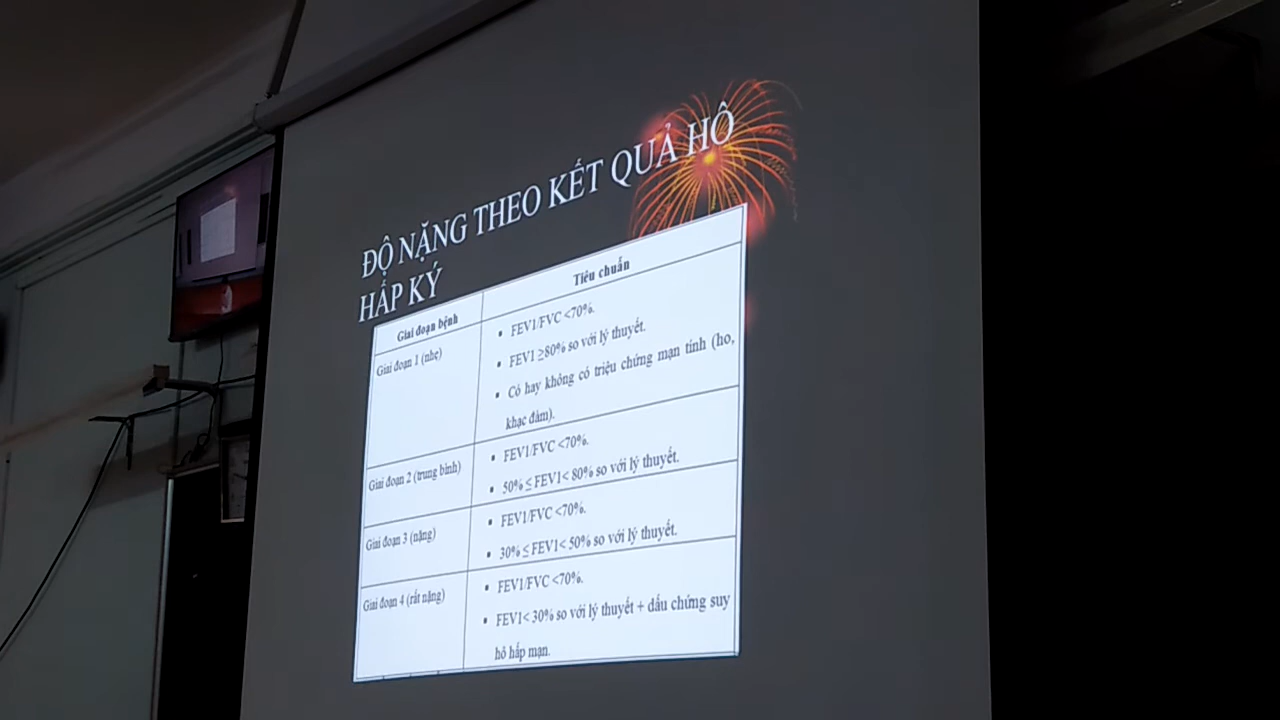 ĐỘ NẶNG THEO KẾT QUẢ HÔ
HẤP KÝ
Giai đoạn bệnh
Tiêu chuẩn
Giai đoạn 1 (nhẹ)
• FEV1/FVC <70%.
• FEV1 ≥80% so với lý thuyết.
• Có hay không có triệu chứng mạn tính (ho,
khạc đàm).
Giai đoạn 2 (trung bình)
• FEV1/FVC <70%.
• 50% ≤ FEV1< 80% so với lý thuyết.
Giai đoạn 3 (nặng)
• FEV1/FVC <70%.
• 30% ≤ FEV1< 50% so với lý thuyết.
Giai đoạn 4 (rất nặng)
• FEV1/FVC <70%.
• FEV1< 30% so với lý thuyết + dấu chứng suy
hô hấp mạn.